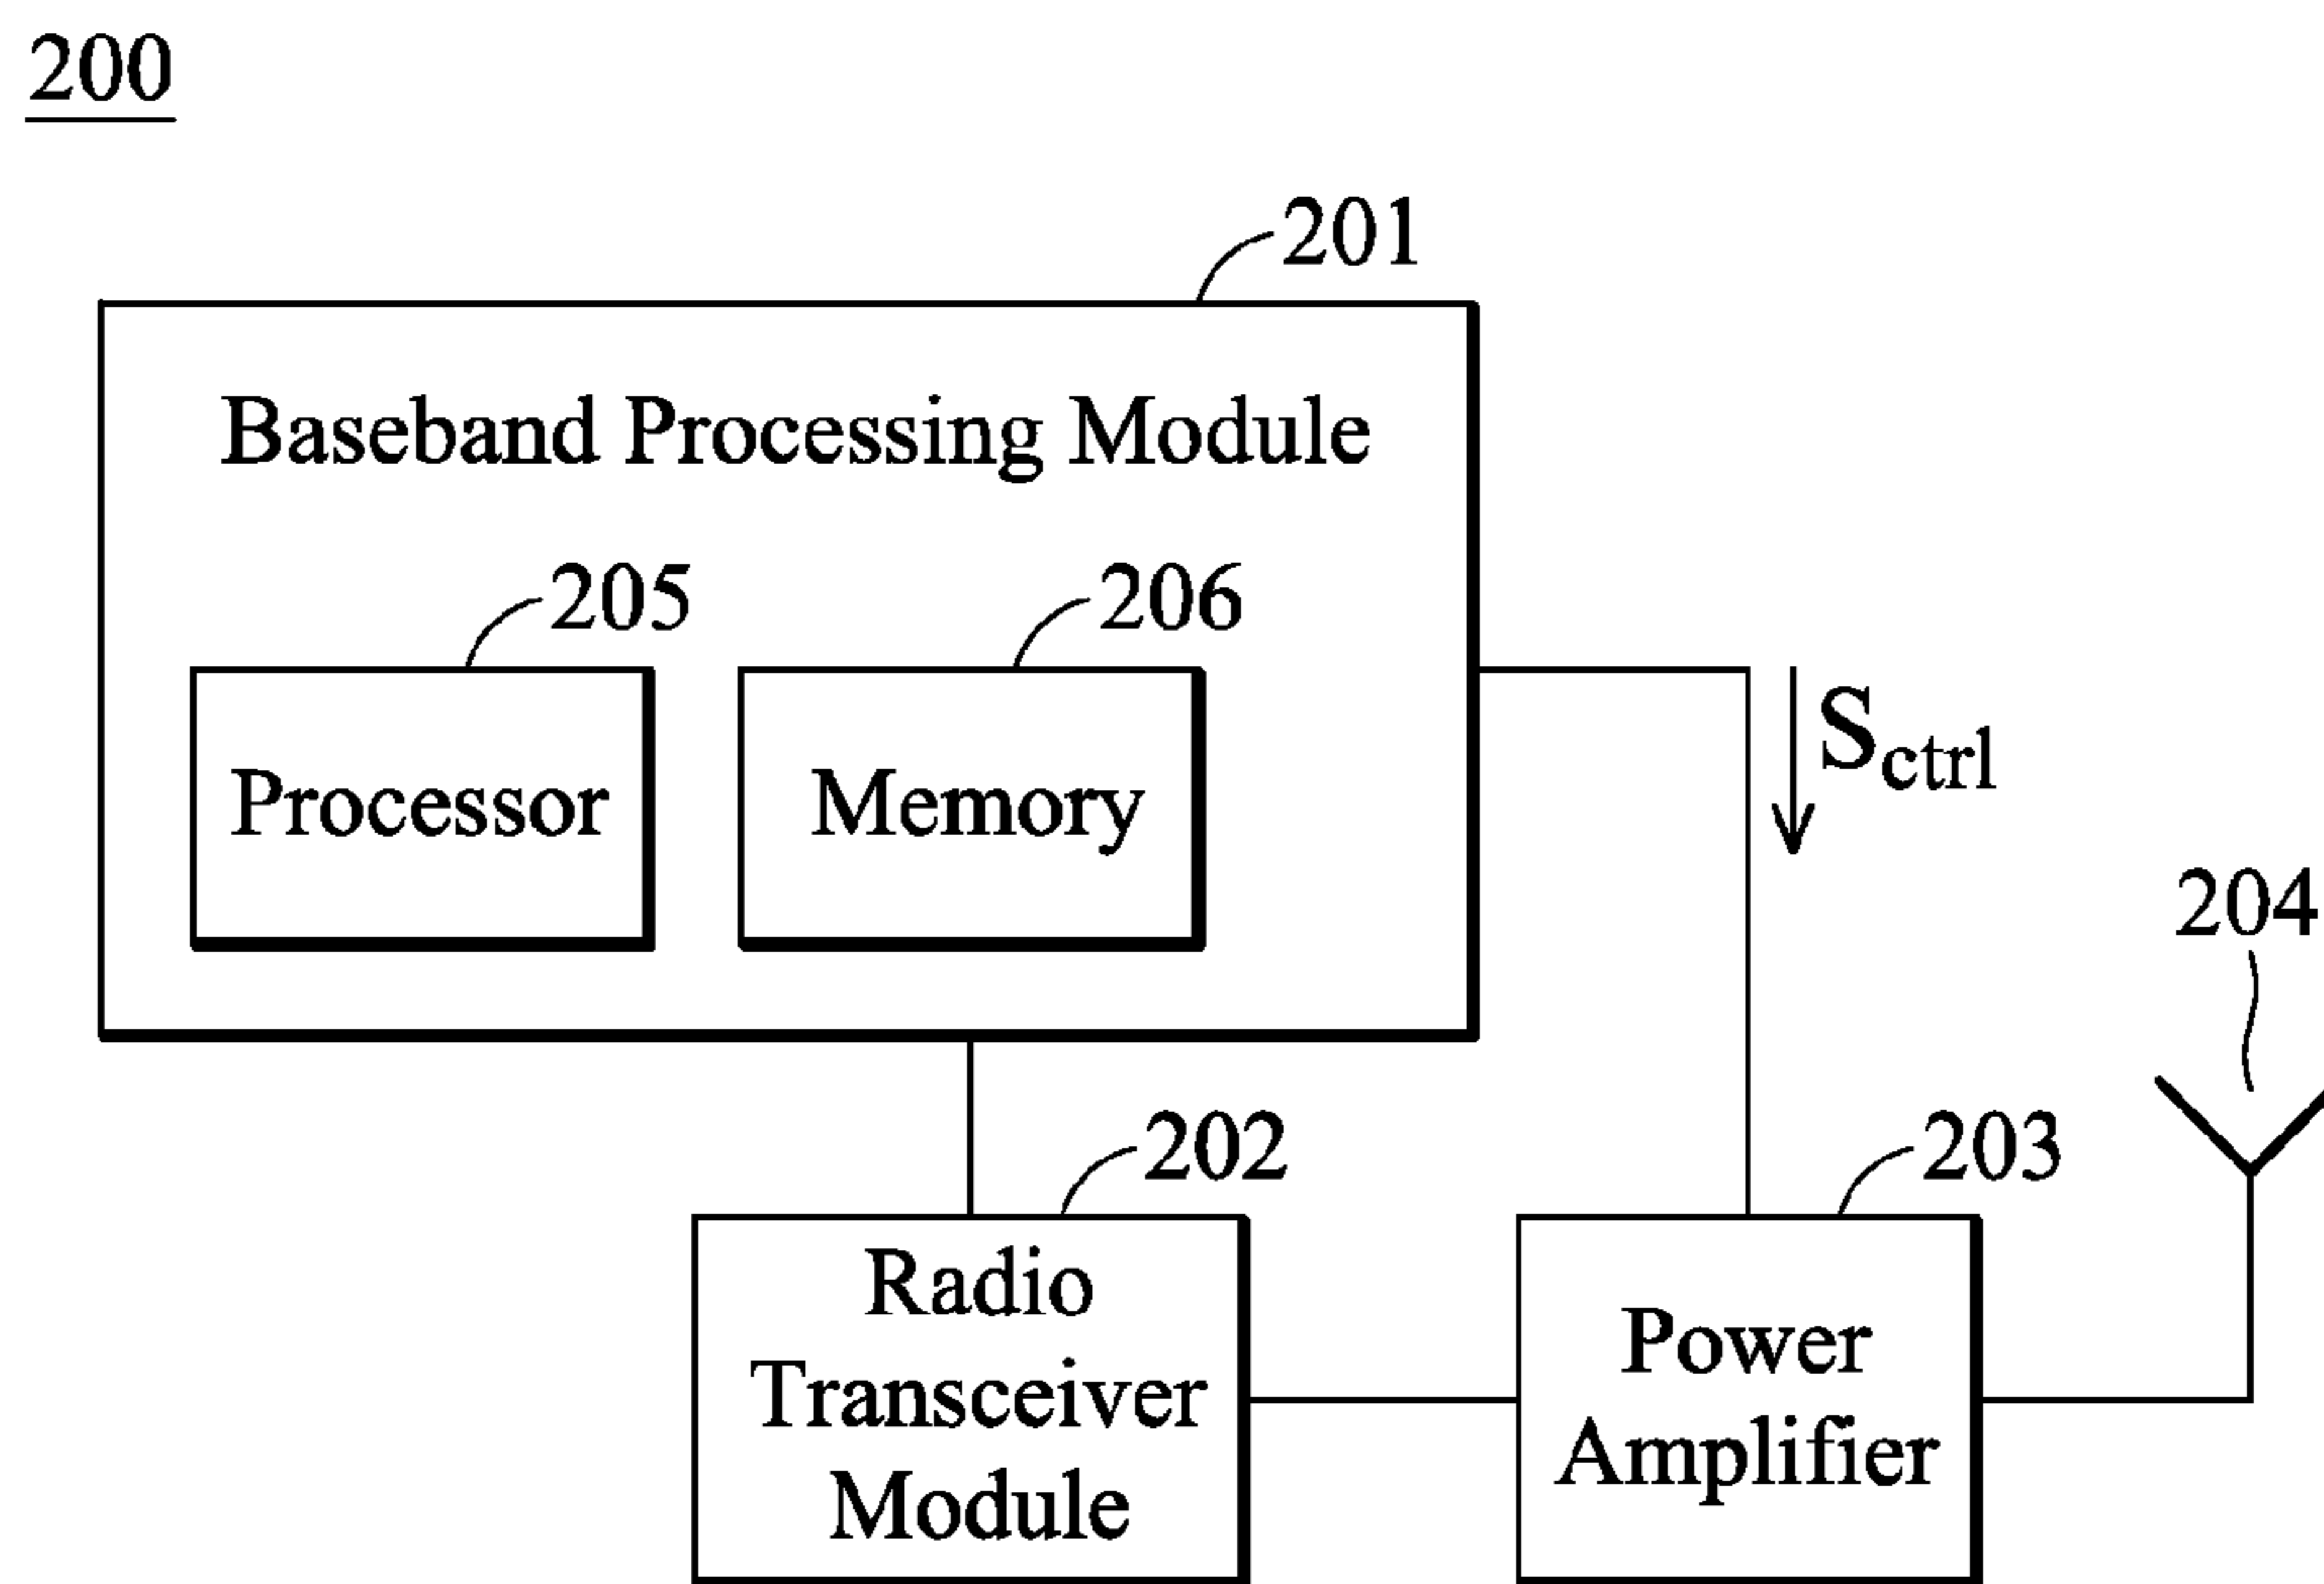 200
201
Baseband Processing Module
205
206
Processor
Memory
Sctrl
204
202
203
Radio
Transceiver
Module
Power
Amplifier